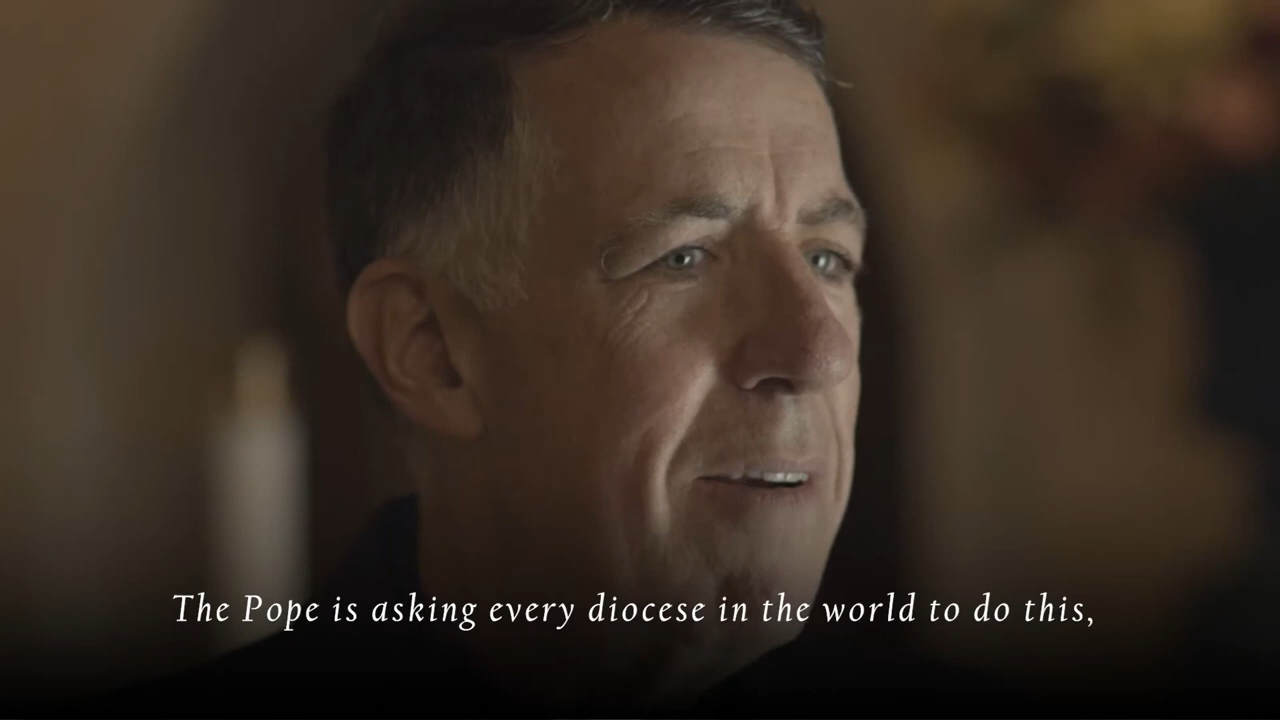 The Pope is asking every diocese in the world to do this,